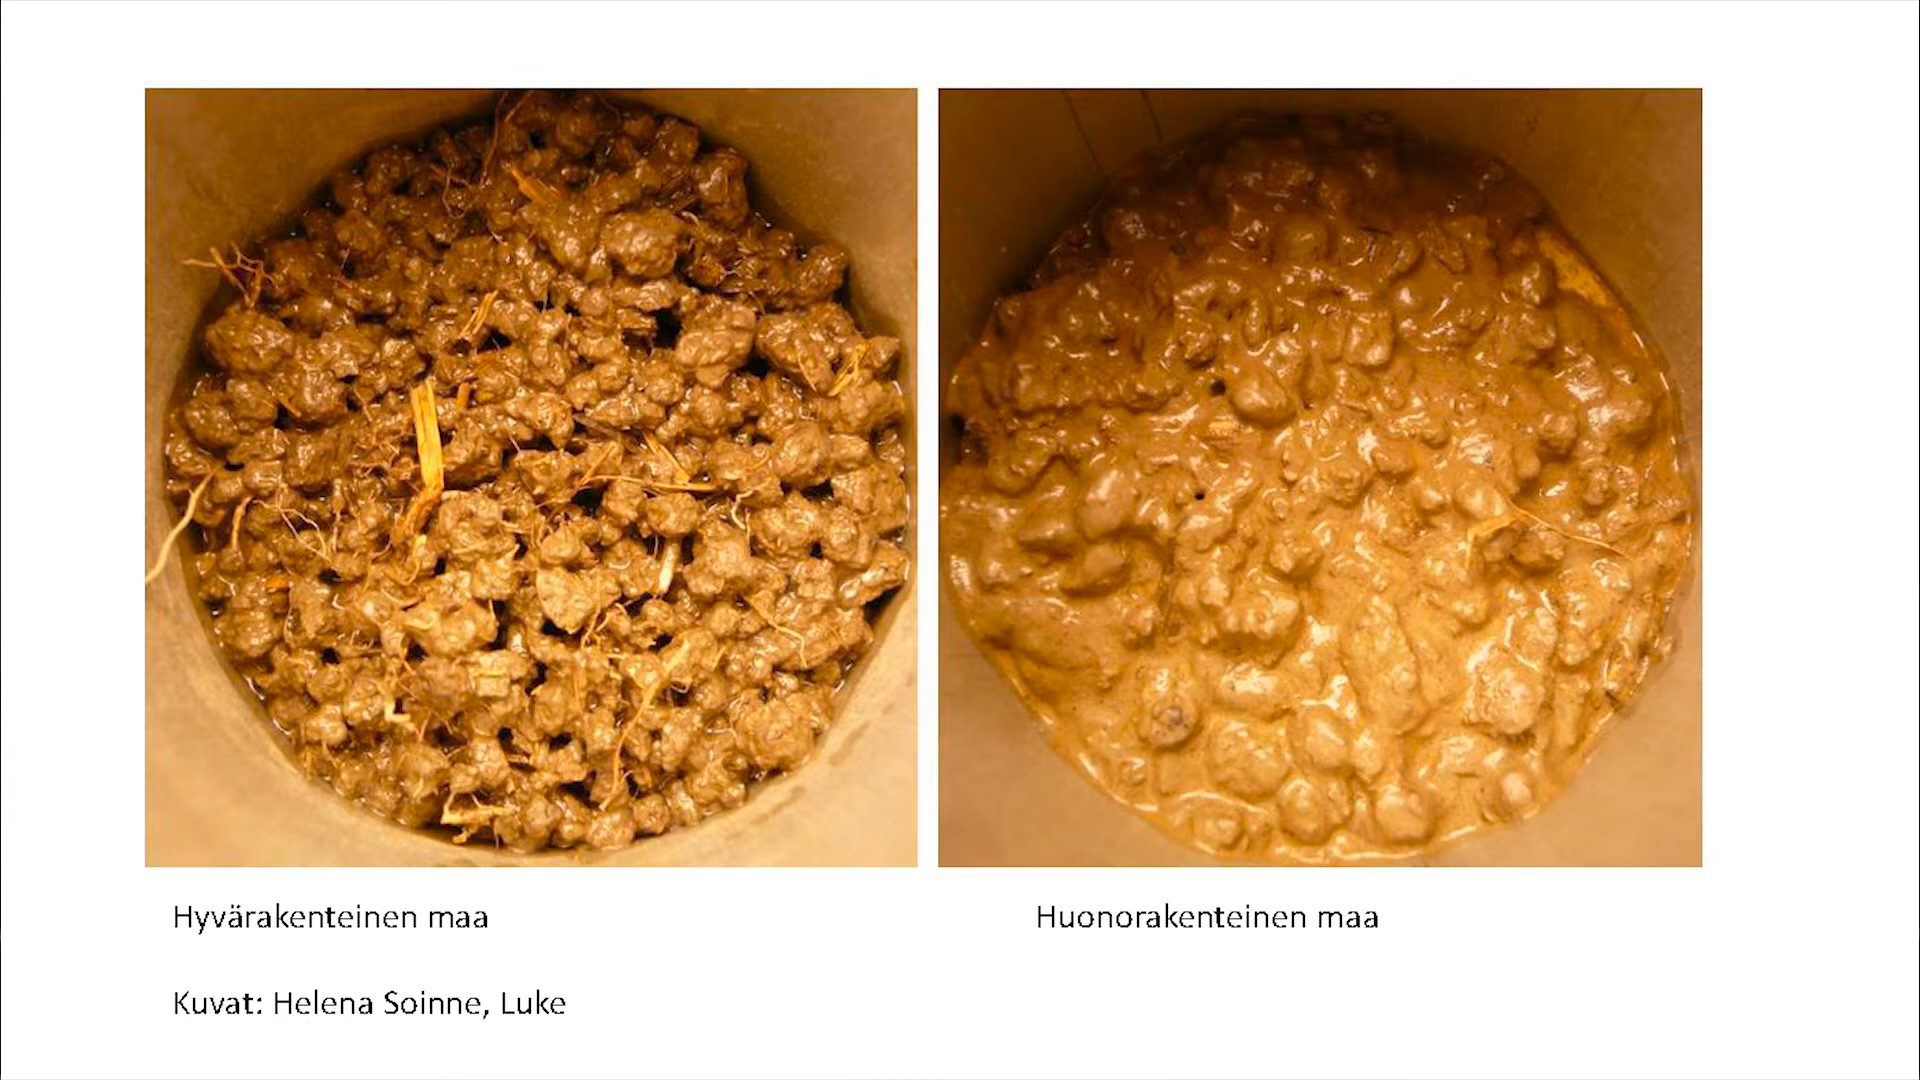 Hyvärakenteinen maa
Huonorakenteinen maa
Kuvat: Helena Soinne, Luke